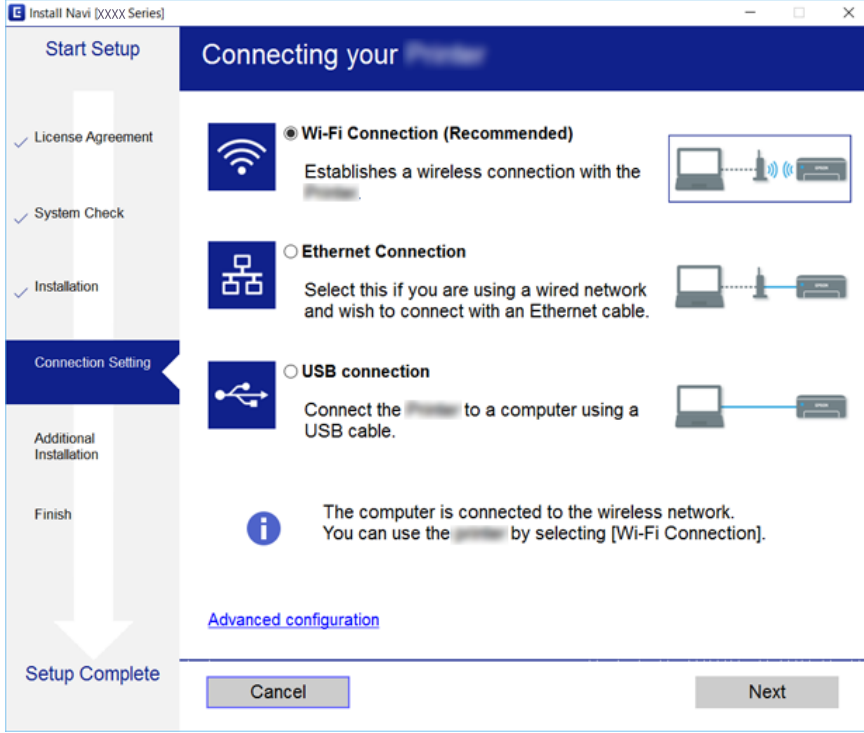 Install Navi [XXXX Series]
Start Setup
License Agreement
System Check
Installation
Connection Setting
Additional
Installation
Finish
Setup Complete
Connecting your
Wi-Fi Connection (Recommended)
Establishes a wireless connection with the
.
Ethernet Connection
Select this if you are using a wired network
and wish to connect with an Ethernet cable.
USB connection
Connect the to a computer using a
USB cable.
The computer is connected to the wireless network.
You can use the by selecting [Wi-Fi Connection].
Advanced configuration
Cancel
Next